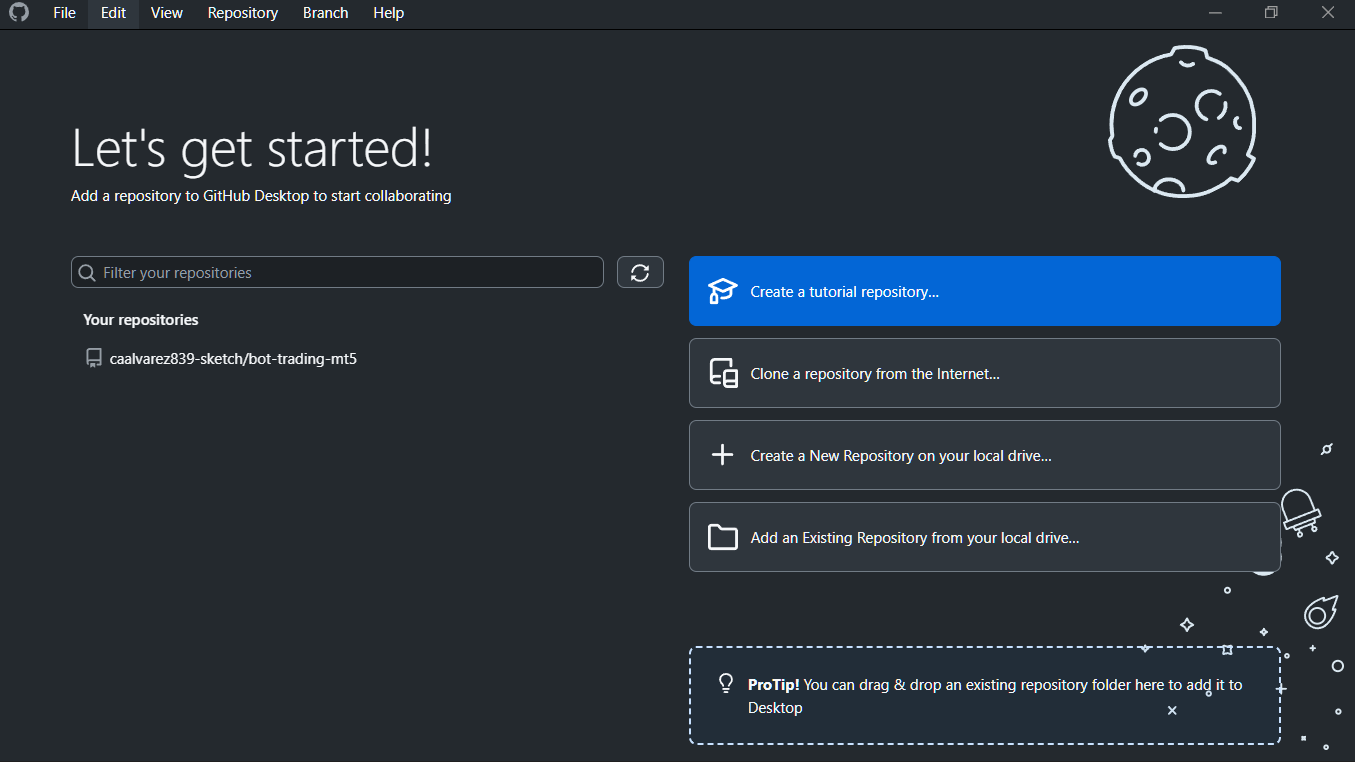 File Edit View Repository Branch Help
Let's get started!
Add a repository to GitHub Desktop to start collaborating
Filter your repositories
Your repositories
caalvarez839-sketch/bot-trading-mt5
Create a tutorial repository...
Clone a repository from the Internet...
Create a New Repository on your local drive...
Add an Existing Repository from your local drive...
ProTip! You can drag & drop an existing repository folder here to add it to
Desktop